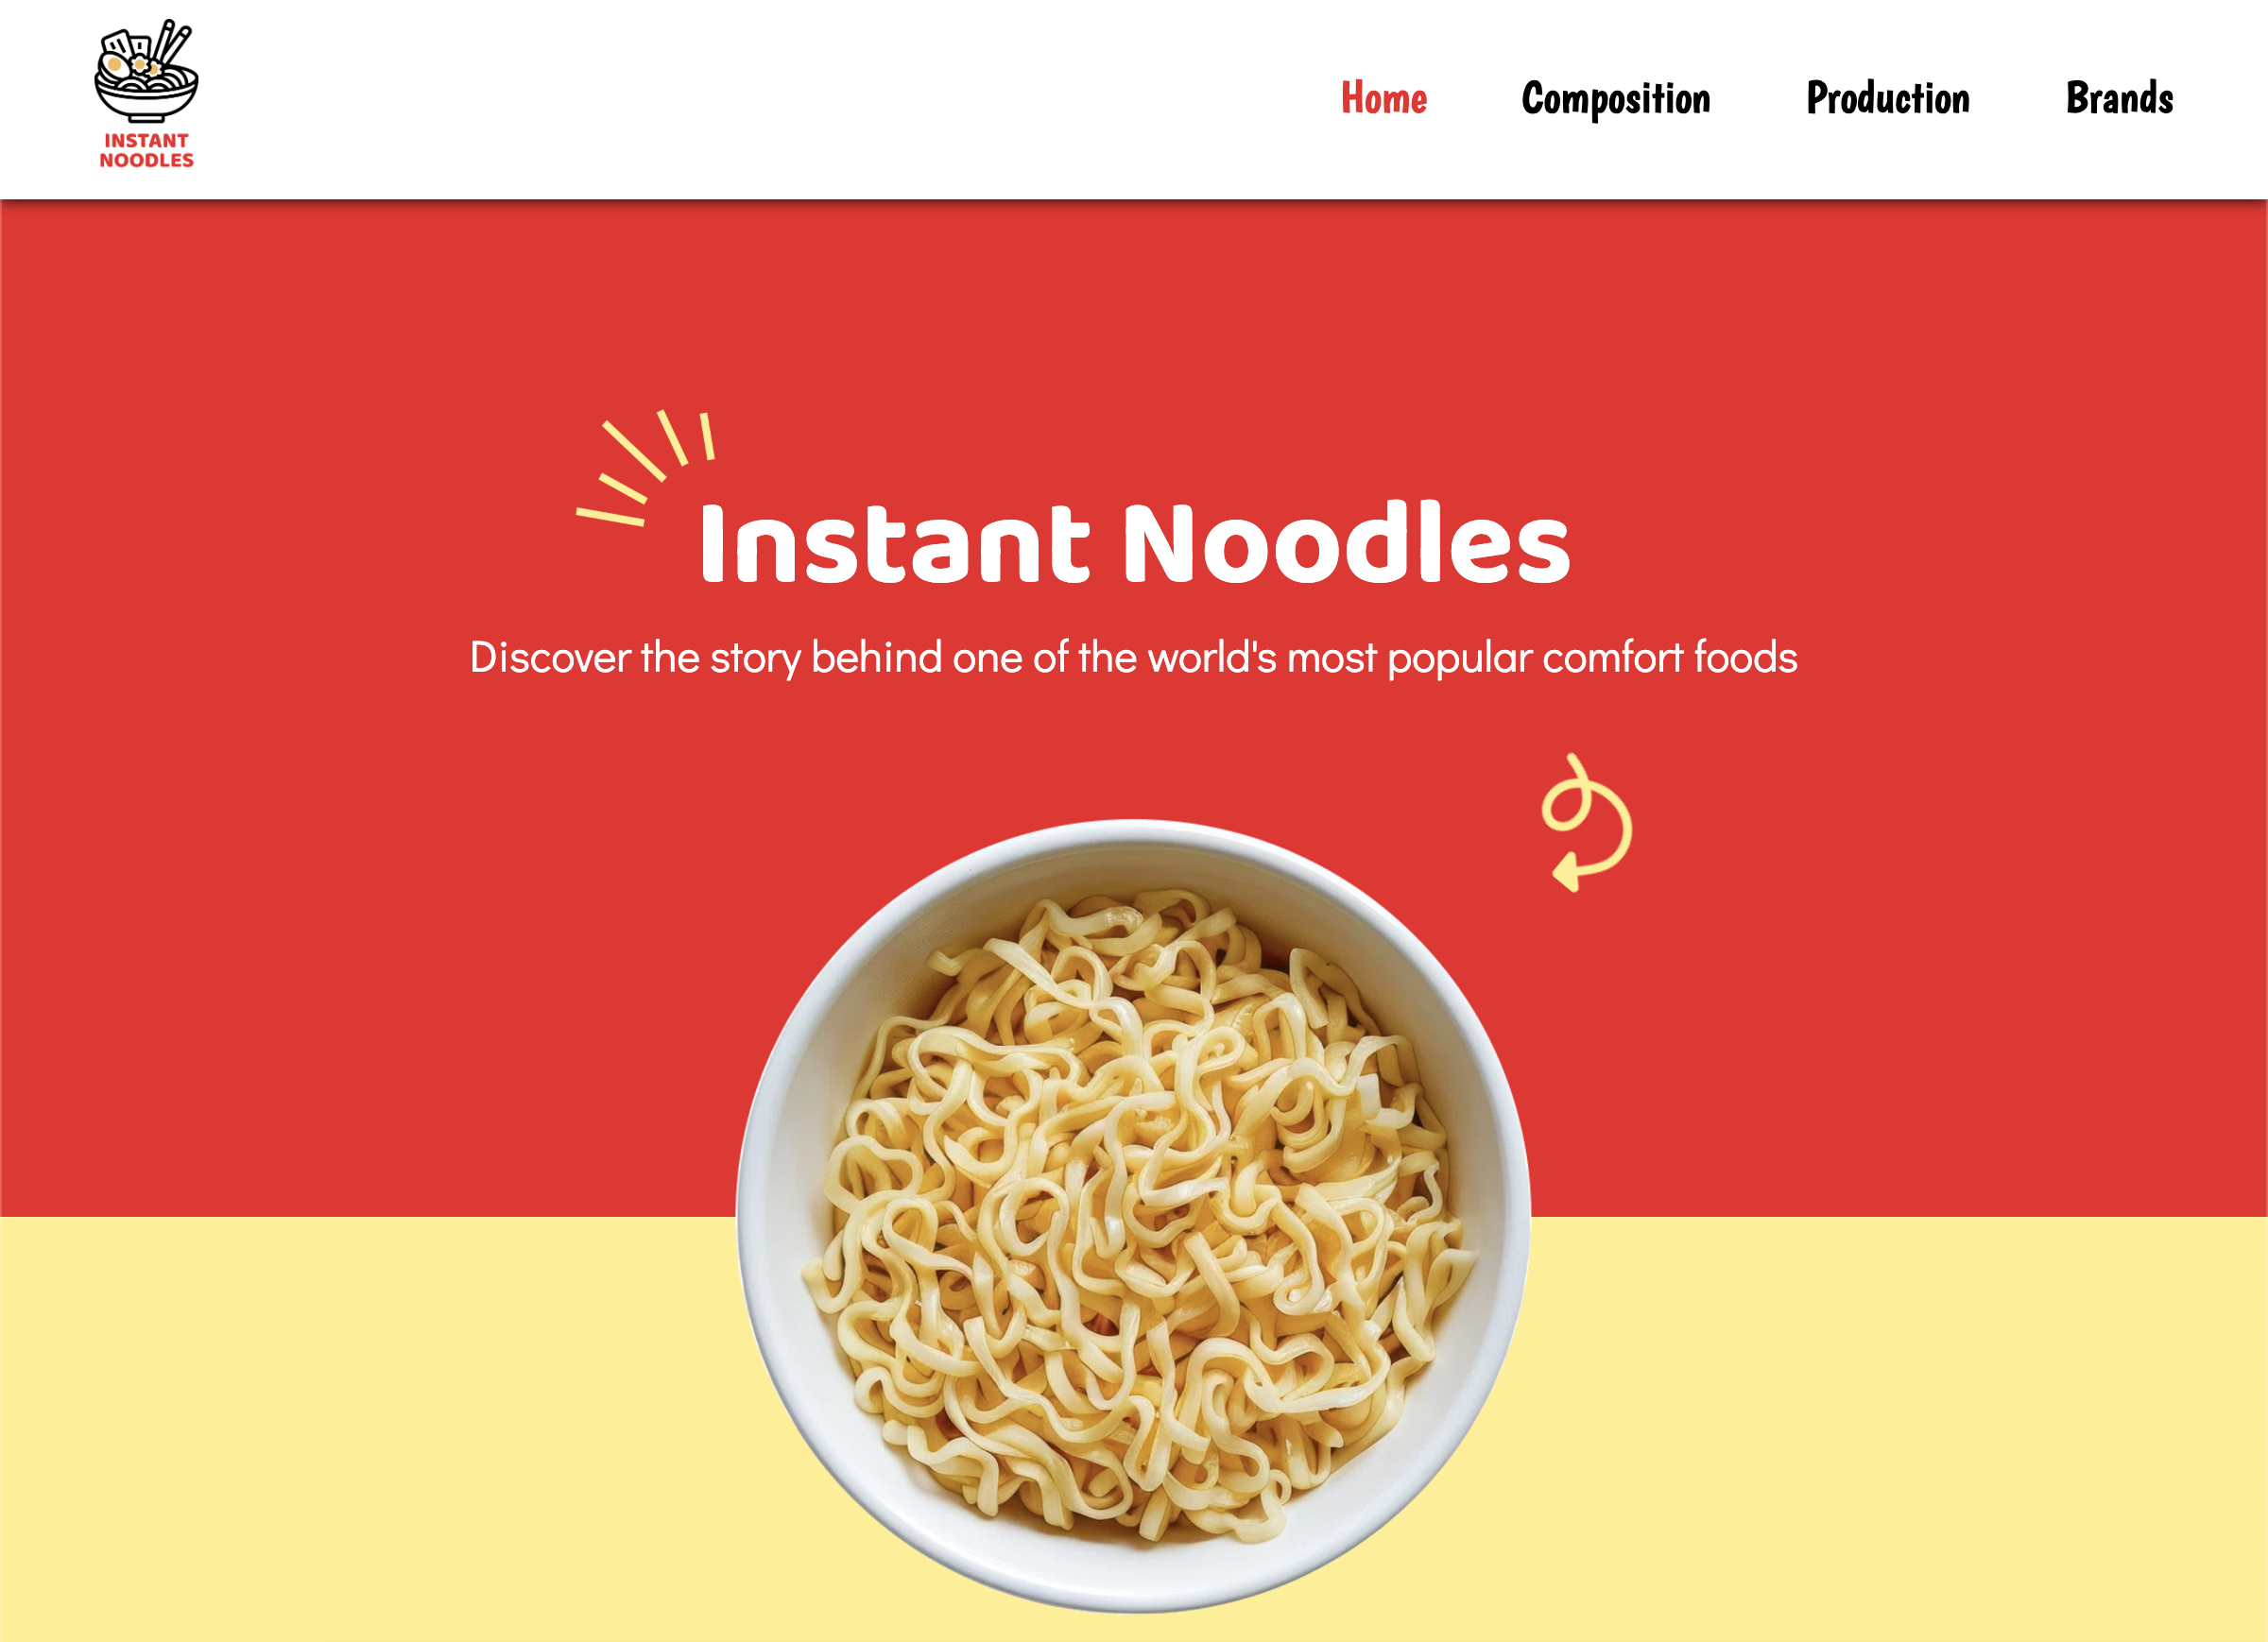 INSTANT
NOODLES
Home Composition Production Brands
Instant Noodles
Discover the story behind one of the world's most popular comfort foods